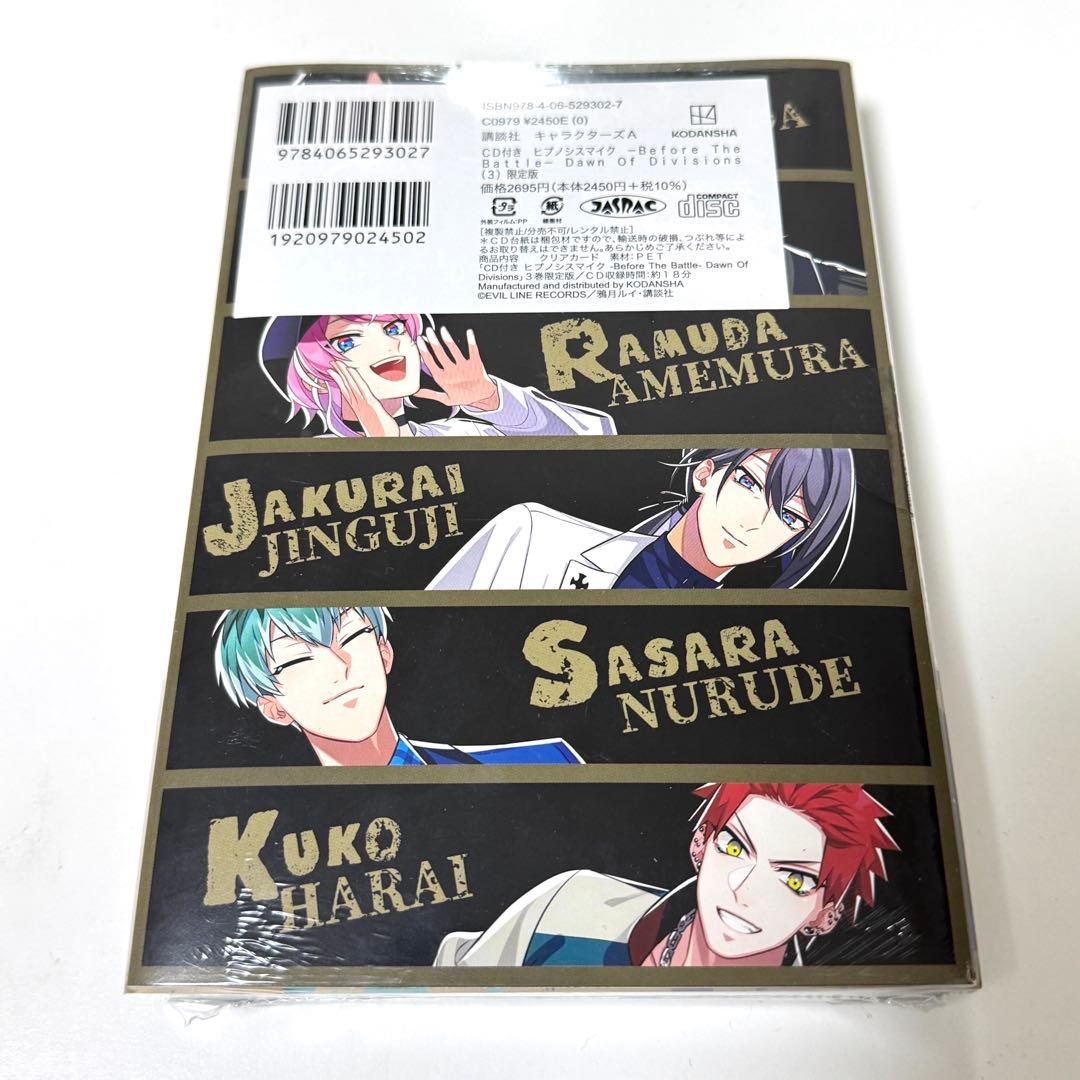 ISBN978-4-06-529302-7
C0979 ¥2450E (0)
講談社 キャラクターズA
KODANSHA
9784065293027
CD付き ヒプノシスマイク -Before The
Battle- Dawn Of Divisions
(3) 限定版
価格2695円(本体2450円+税10%)
1920979024502
プラ
外装フィルム:PP
紙
緩衝材
JASRAC
COMPACT
disc
[複製禁止/分売不可/レンタル禁止]
*CD台紙は梱包材ですので、輸送時の破損、つぶれ等によ
るお取り替えはできません。あらかじめご了承ください。
商品内容 クリアカード 素材:PET
「CD付き ヒプノシスマイク -Before The Battle- Dawn Of
Divisions」3巻限定版/CD収録時間:約18分
Manufactured and distributed by KODANSHA
©EVIL LINE RECORDS/鴉月ルイ・講談社
RAMUDA
AMEMURA
JAKURAI
JINGUJI
SASARA
NURUDE
KUKO
HARAI